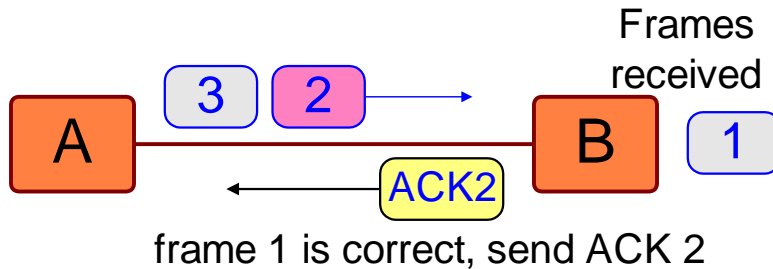 Frames
received
3
2
A
B
1
ACK2
frame 1 is correct, send ACK 2